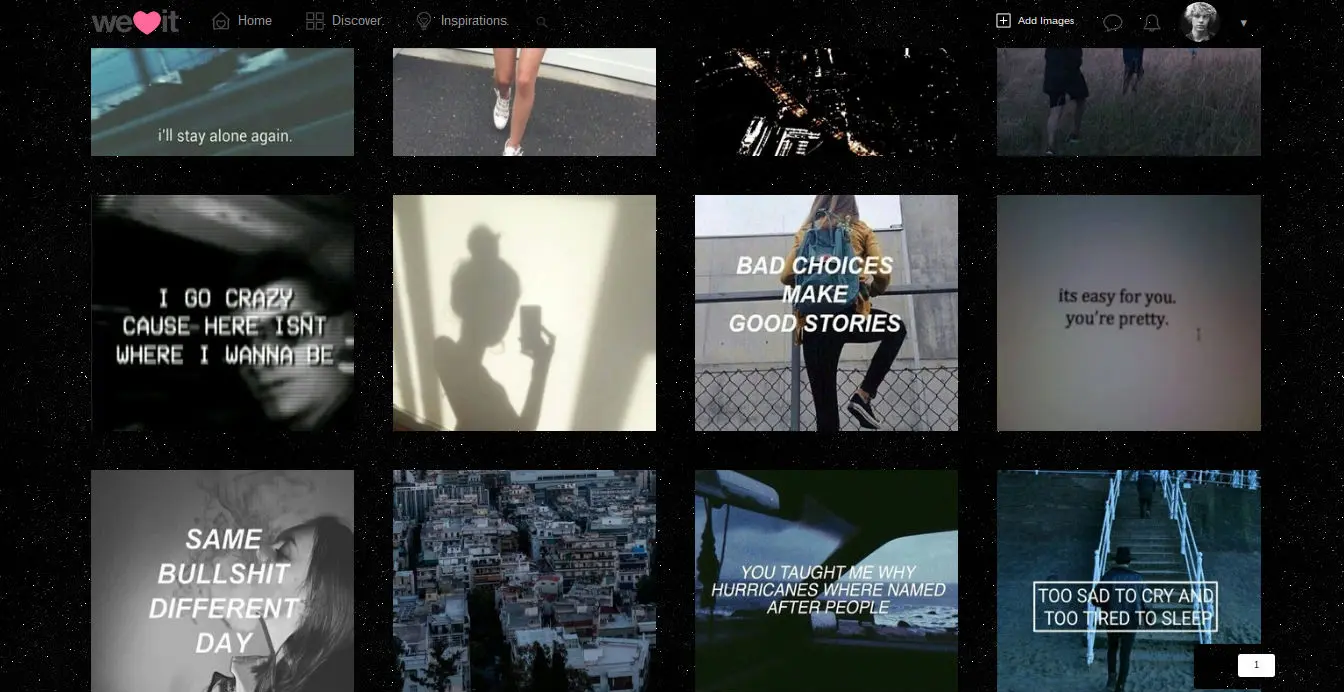 we it
Home
Discover
Inspirations
Add Images
i'll stay alone again.
I GO CRAZY
CAUSE HERE ISNT
WHERE I WANNA BE
BAD CHOICES
MAKE
GOOD STORIES
its easy for you.
you're pretty.
SAME
BULLSHIT
DIFFERENT
DAY
YOU TAUGHT ME WHY
HURRICANES WHERE NAMED
AFTER PEOPLE
TOO SAD TO CRY AND
TOO TIRED TO SLEEP
1